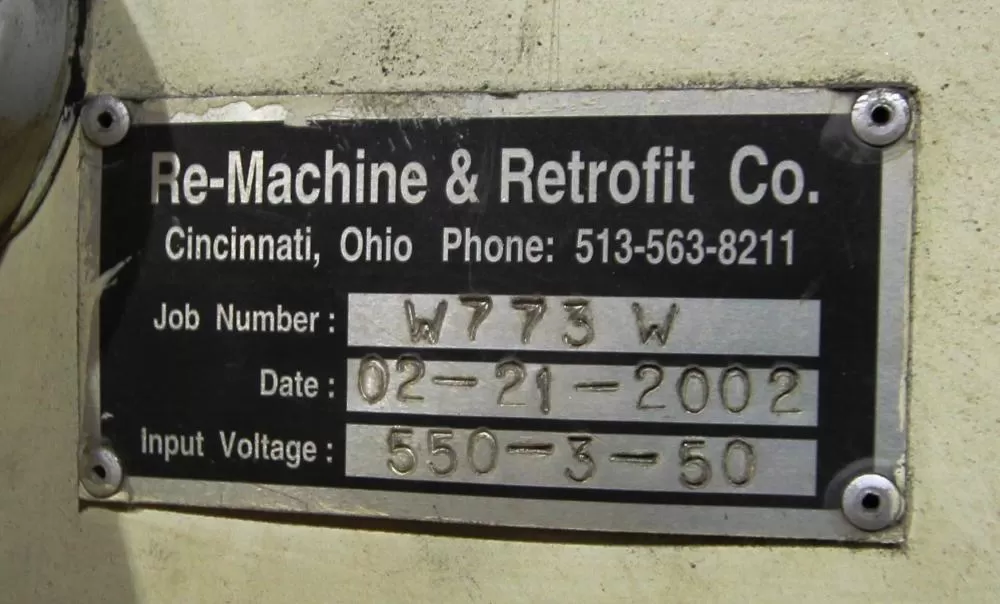 Re-Machine & Retrofit Co.
Cincinnati, Ohio Phone: 513-563-8211
Job Number: W773 W
Date: 02-21-2002
Input Voltage: 550-3-50